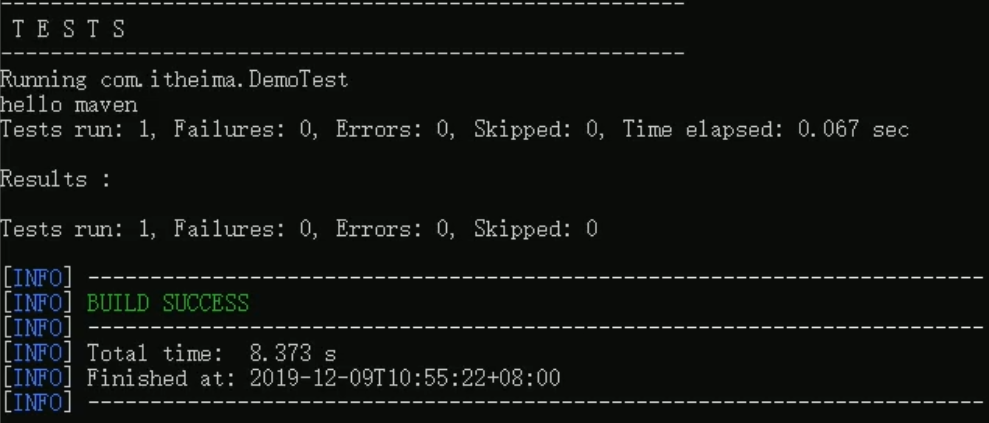 -------------------------------------------------------
 T E S T S
-------------------------------------------------------
Running com.itheima.DemoTest
hello maven
Tests run: 1, Failures: 0, Errors: 0, Skipped: 0, Time elapsed: 0.067 sec

Results :

Tests run: 1, Failures: 0, Errors: 0, Skipped: 0

[INFO] ------------------------------------------------------------------------
[INFO] BUILD SUCCESS
[INFO] ------------------------------------------------------------------------
[INFO] Total time:  8.373 s
[INFO] Finished at: 2019-12-09T10:55:22+08:00
[INFO] ------------------------------------------------------------------------